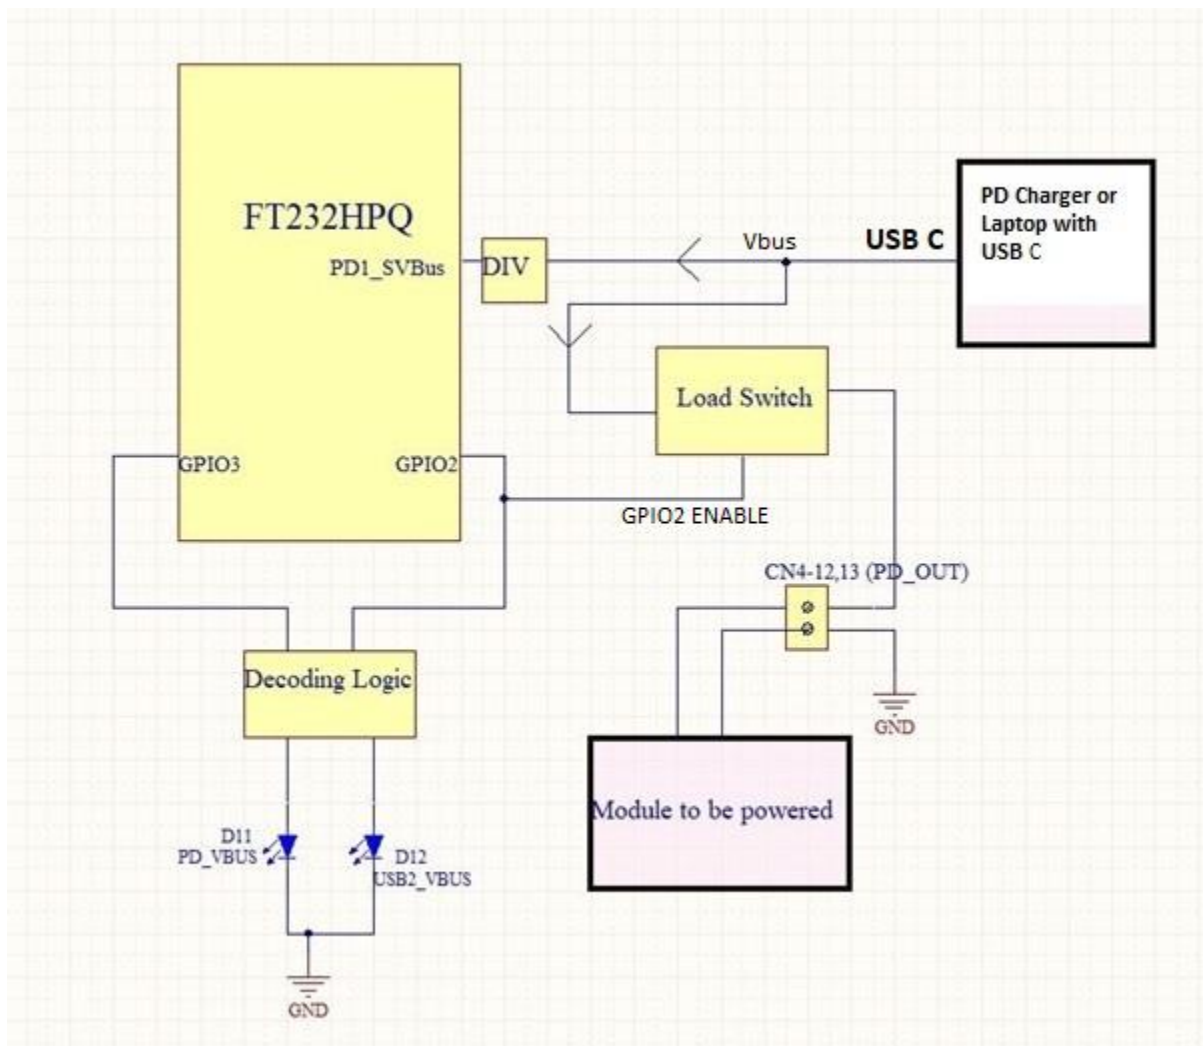 FT232HPQ
PD1_SVBus
DIV
Vbus
USB C
PD Charger or
Laptop with
USB C
Load Switch
GPIO3
GPIO2
GPIO2 ENABLE
CN4-12,13 (PD_OUT)
GND
Decoding Logic
Module to be powered
D11
PD_VBUS
D12
USB2_VBUS
GND